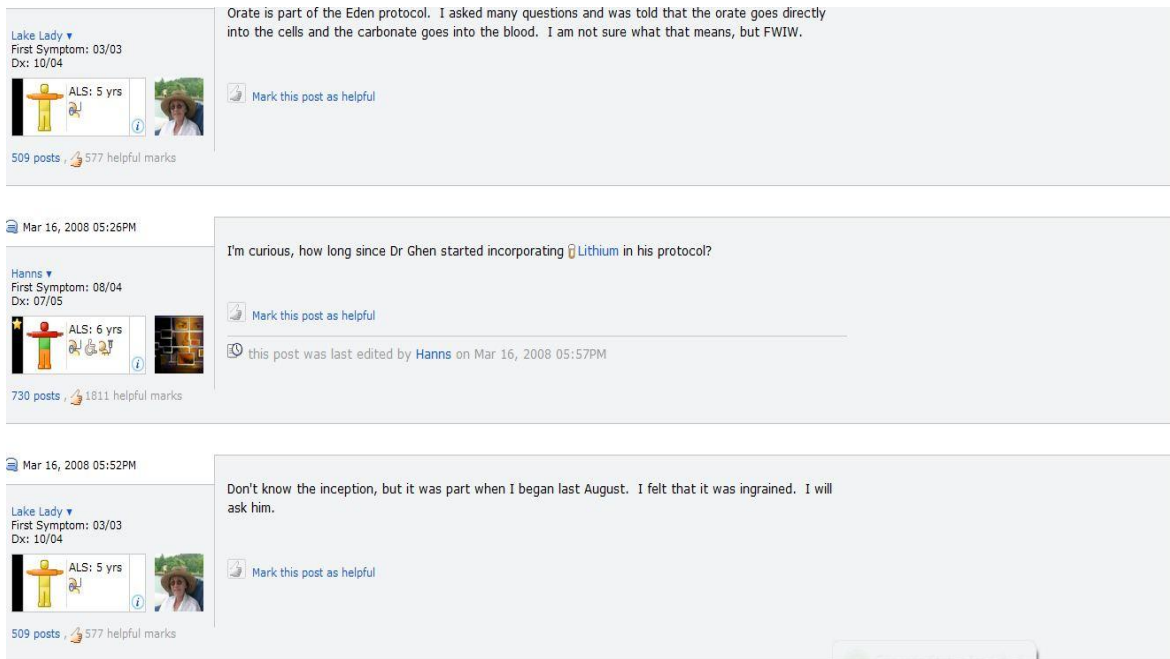 Orate is part of the Eden protocol.  I asked many questions and was told that the orate goes directly
into the cells and the carbonate goes into the blood.  I am not sure what that means, but FWIW.
Lake Lady ▾
First Symptom: 03/03
Dx: 10/04
ALS: 5 yrs
i
Mark this post as helpful
509 posts , 577 helpful marks
Mar 16, 2008 05:26PM
I'm curious, how long since Dr Ghen started incorporating Lithium in his protocol?
Hanns ▾
First Symptom: 08/04
Dx: 07/05
ALS: 6 yrs
i
Mark this post as helpful
this post was last edited by Hanns on Mar 16, 2008 05:57PM
730 posts , 1811 helpful marks
Mar 16, 2008 05:52PM
Don't know the inception, but it was part when I began last August.  I felt that it was ingrained.  I will
ask him.
Lake Lady ▾
First Symptom: 03/03
Dx: 10/04
ALS: 5 yrs
i
Mark this post as helpful
509 posts , 577 helpful marks